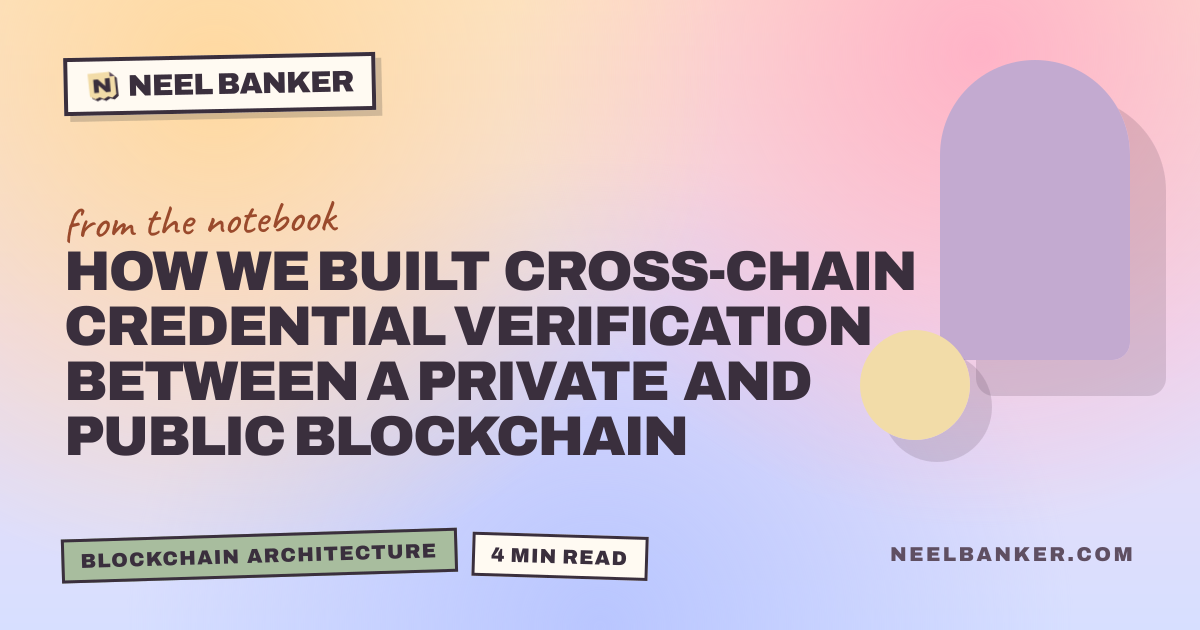 N NEEL BANKER
from the notebook
HOW WE BUILT CROSS-CHAIN
CREDENTIAL VERIFICATION
BETWEEN A PRIVATE AND
PUBLIC BLOCKCHAIN
BLOCKCHAIN ARCHITECTURE
4 MIN READ
NEELBANKER.COM